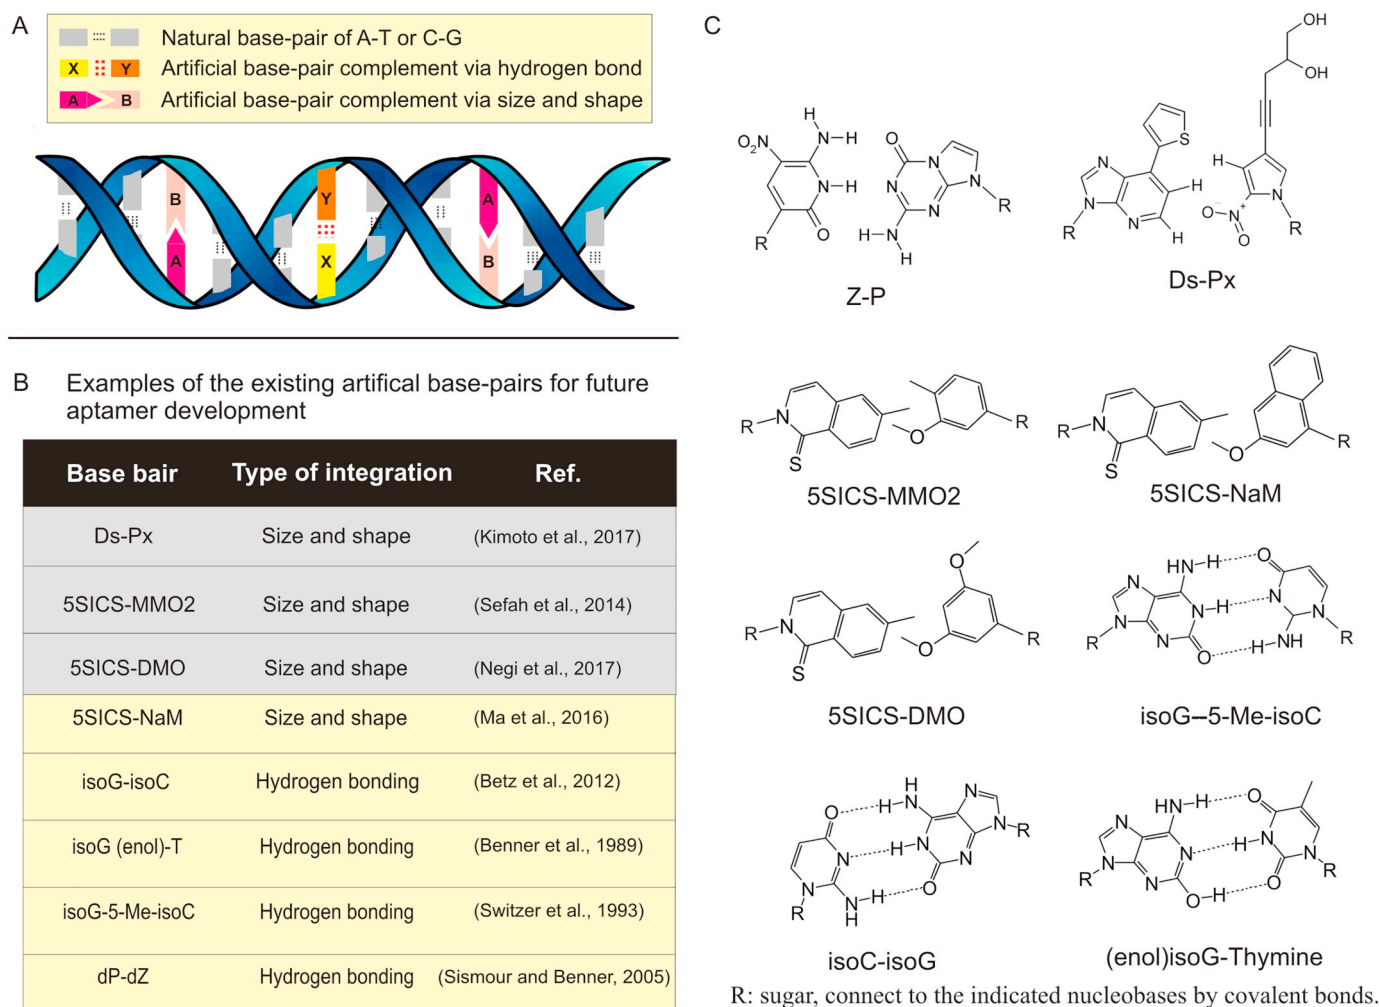 A
Natural base-pair of A-T or C-G
X Y Artificial base-pair complement via hydrogen bond
A B Artificial base-pair complement via size and shape
B Y A
A X B
B Examples of the existing artifical base-pairs for future
aptamer development
Base bair Type of integration Ref.
Ds-Px Size and shape (Kimoto et al., 2017)
5SICS-MMO2 Size and shape (Sefah et al., 2014)
5SICS-DMO Size and shape (Negi et al., 2017)
5SICS-NaM Size and shape (Ma et al., 2016)
isoG-isoC Hydrogen bonding (Betz et al., 2012)
isoG (enol)-T Hydrogen bonding (Benner et al., 1989)
isoG-5-Me-isoC Hydrogen bonding (Switzer et al., 1993)
dP-dZ Hydrogen bonding (Sismour and Benner, 2005)
C
O₂N H N H N H O R O N N N N R H N H
Z-P
OH OH S N N N R H H H N R O⁻ N⁺ O
Ds-Px
R N S O R
5SICS-MMO2
R N S O R
5SICS-NaM
R N S O O R
5SICS-DMO
N N R NH H N H N O O N N R H NH
isoG--5-Me-isoC
O N N R N H H H N H N N O N N R
isoC-isoG
N N R NH H N N O H O H N N O R
(enol)isoG-Thymine
R: sugar, connect to the indicated nucleobases by covalent bonds.